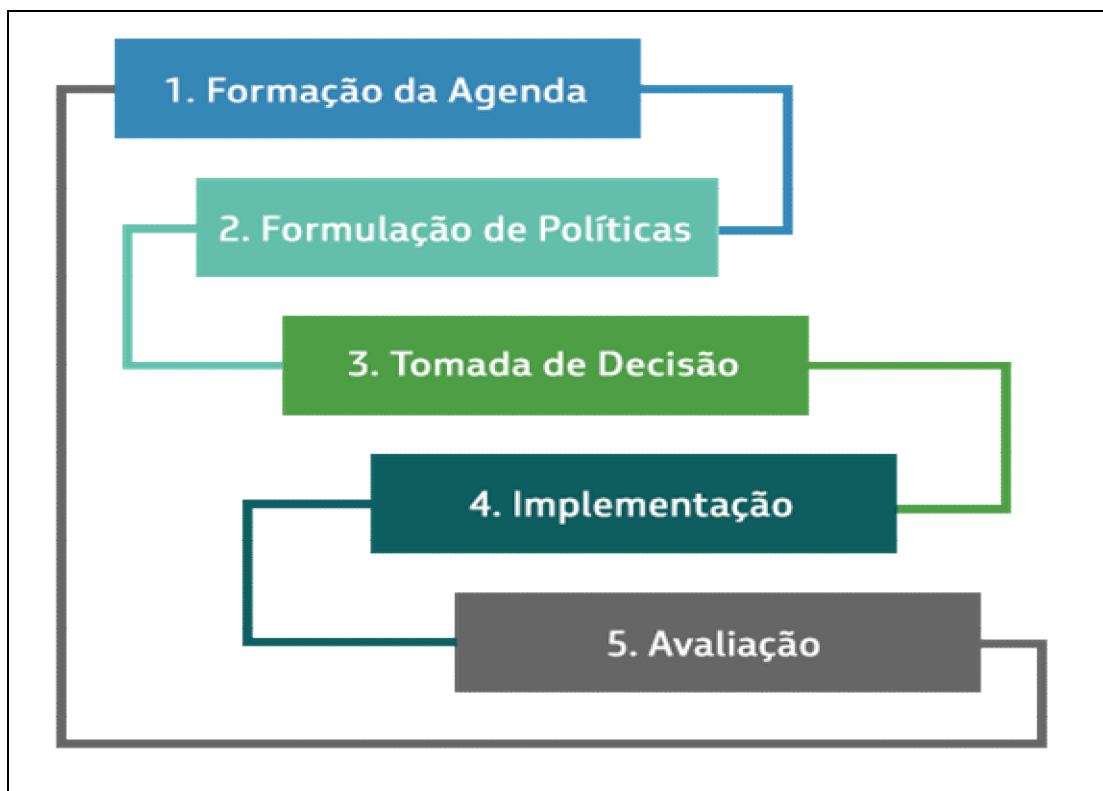 1. Formação da Agenda
2. Formulação de Políticas
3. Tomada de Decisão
4. Implementação
5. Avaliação